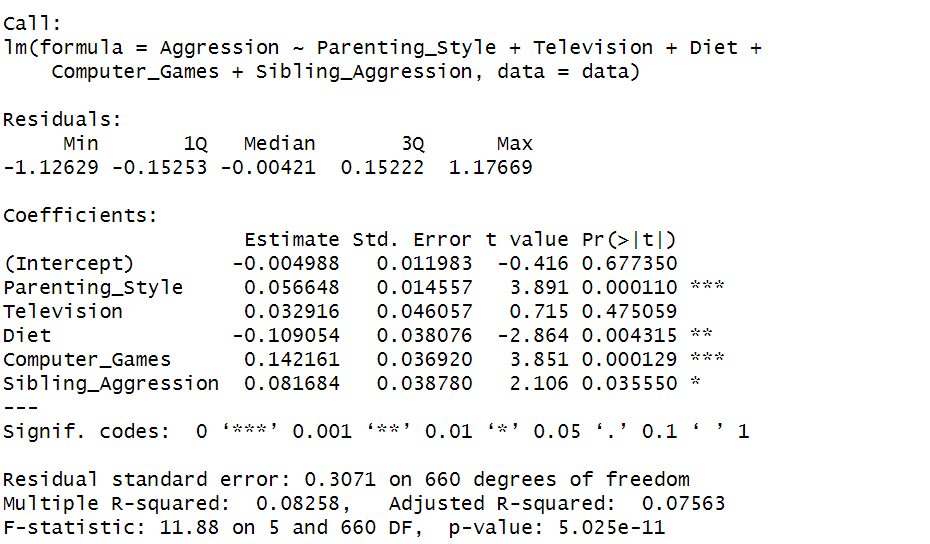 Call:
lm(formula = Aggression ~ Parenting_Style + Television + Diet +
    Computer_Games + Sibling_Aggression, data = data)

Residuals:
     Min       1Q   Median       3Q      Max
-1.12629 -0.15253 -0.00421  0.15222  1.17669

Coefficients:
                    Estimate Std. Error t value Pr(>|t|)
(Intercept)        -0.004988   0.011983  -0.416 0.677350
Parenting_Style     0.056648   0.014557   3.891 0.000110 ***
Television          0.032916   0.046057   0.715 0.475059
Diet               -0.109054   0.038076  -2.864 0.004315 **
Computer_Games      0.142161   0.036920   3.851 0.000129 ***
Sibling_Aggression  0.081684   0.038780   2.106 0.035550 *
---
Signif. codes:  0 ‘***’ 0.001 ‘**’ 0.01 ‘*’ 0.05 ‘.’ 0.1 ‘ ’ 1

Residual standard error: 0.3071 on 660 degrees of freedom
Multiple R-squared:  0.08258,   Adjusted R-squared:  0.07563
F-statistic: 11.88 on 5 and 660 DF,  p-value: 5.025e-11